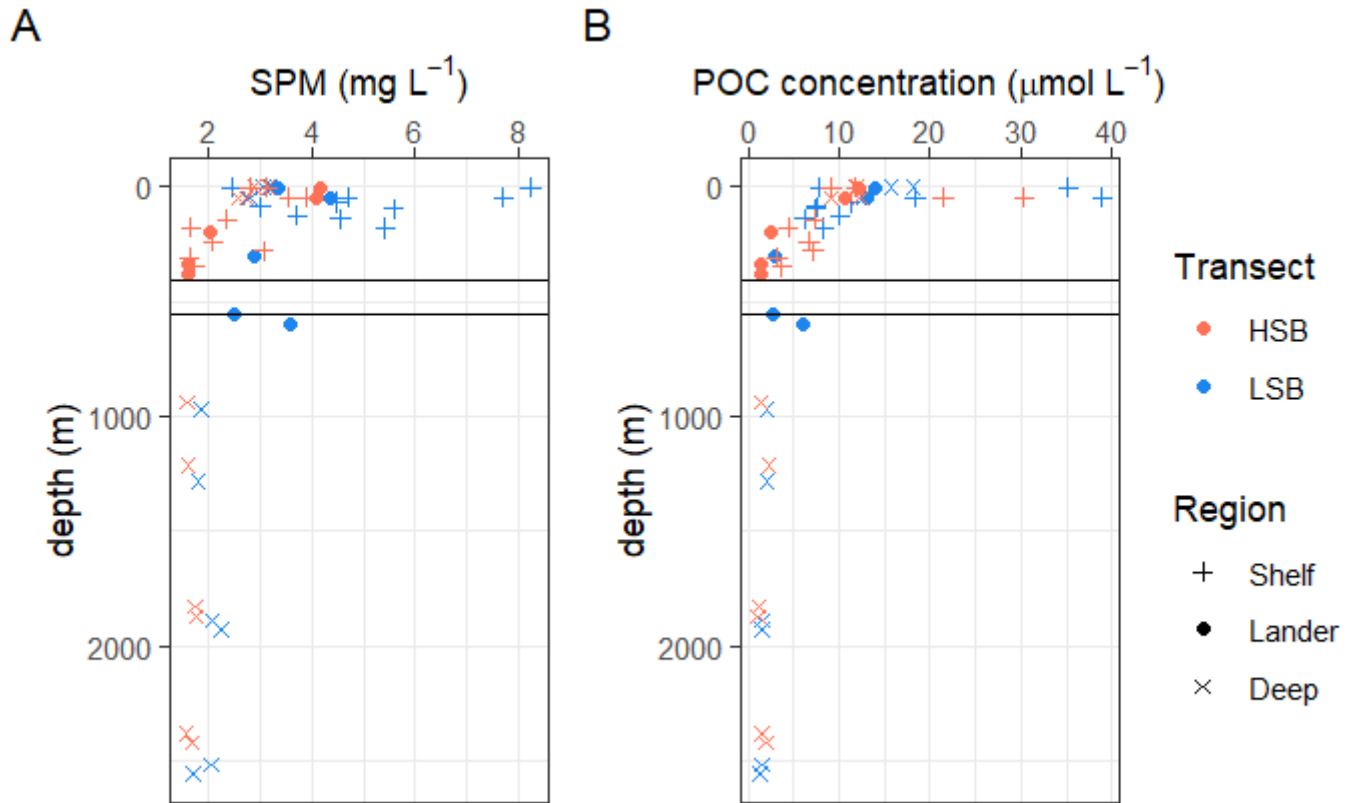 A
SPM (mg L⁻¹)
2 4 6 8
0
1000
2000
depth (m)
B
POC concentration (μmol L⁻¹)
0 10 20 30 40
0
1000
2000
depth (m)
Transect
HSB
LSB
Region
Shelf
Lander
Deep